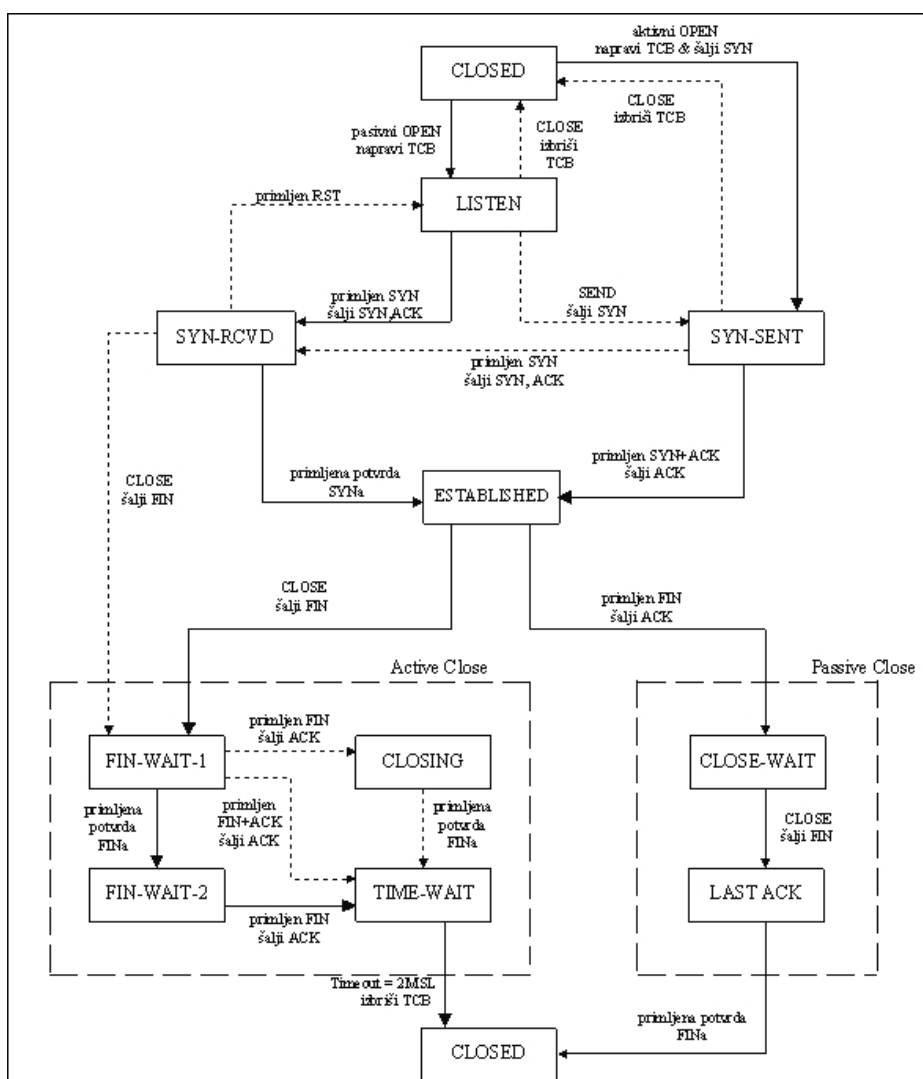 aktivni OPEN
napravi TCB & šalji SYN
CLOSED
CLOSE
izbriši TCB
pasivni OPEN
napravi TCB
CLOSE
izbriši
TCB
primljen RST
LISTEN
primljen SYN
šalji SYN,ACK
SEND
šalji SYN
SYN-RCVD
SYN-SENT
primljen SYN
šalji SYN, ACK
CLOSE
šalji FIN
primljena potvrda
SYNa
primljen SYN+ACK
šalji ACK
ESTABLISHED
CLOSE
šalji FIN
primljen FIN
šalji ACK
Active Close
Passive Close
primljen FIN
šalji ACK
FIN-WAIT-1
CLOSING
CLOSE-WAIT
primljena
potvrda
FINa
primljen
FIN+ACK
šalji ACK
primljena
potvrda
FINa
CLOSE
šalji FIN
FIN-WAIT-2
TIME-WAIT
LAST ACK
primljen FIN
šalji ACK
Timeout = 2MSL
izbriši TCB
primljena potvrda
FINa
CLOSED